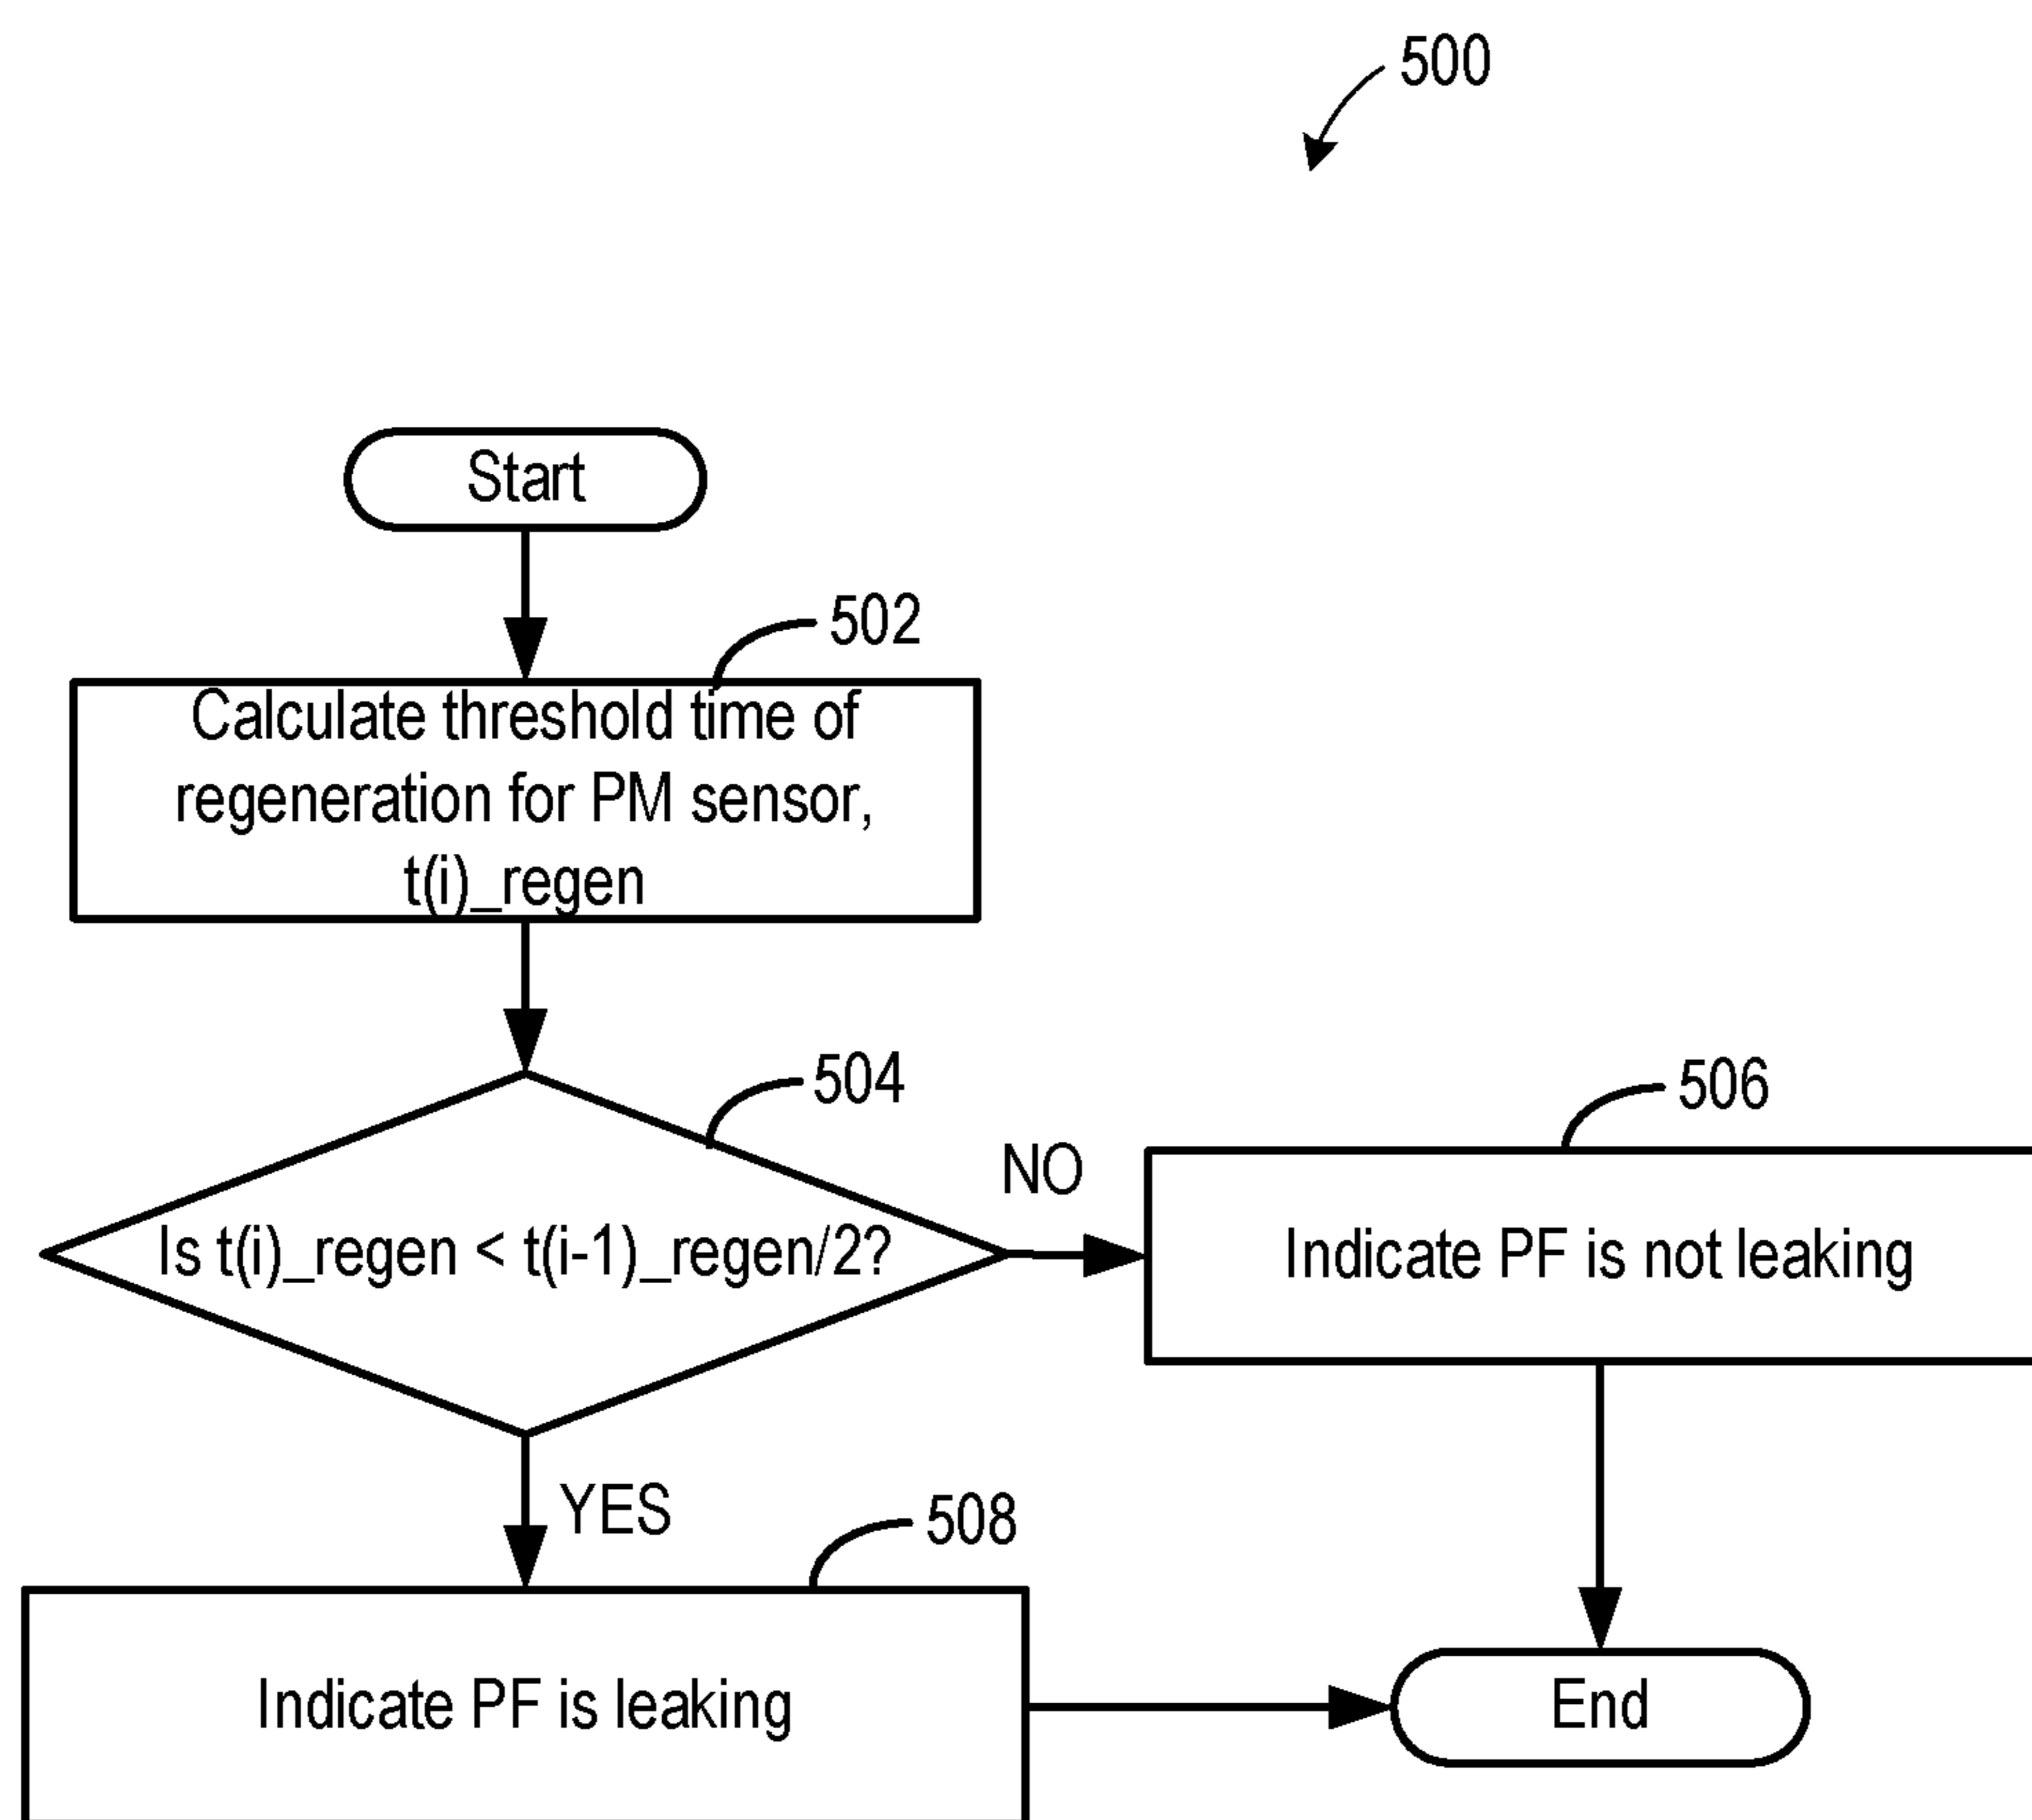 500
Start
502
Calculate threshold time of
regeneration for PM sensor,
t(i)_regen
504
Is t(i)_regen < t(i-1)_regen/2?
NO
506
Indicate PF is not leaking
YES
508
Indicate PF is leaking
End